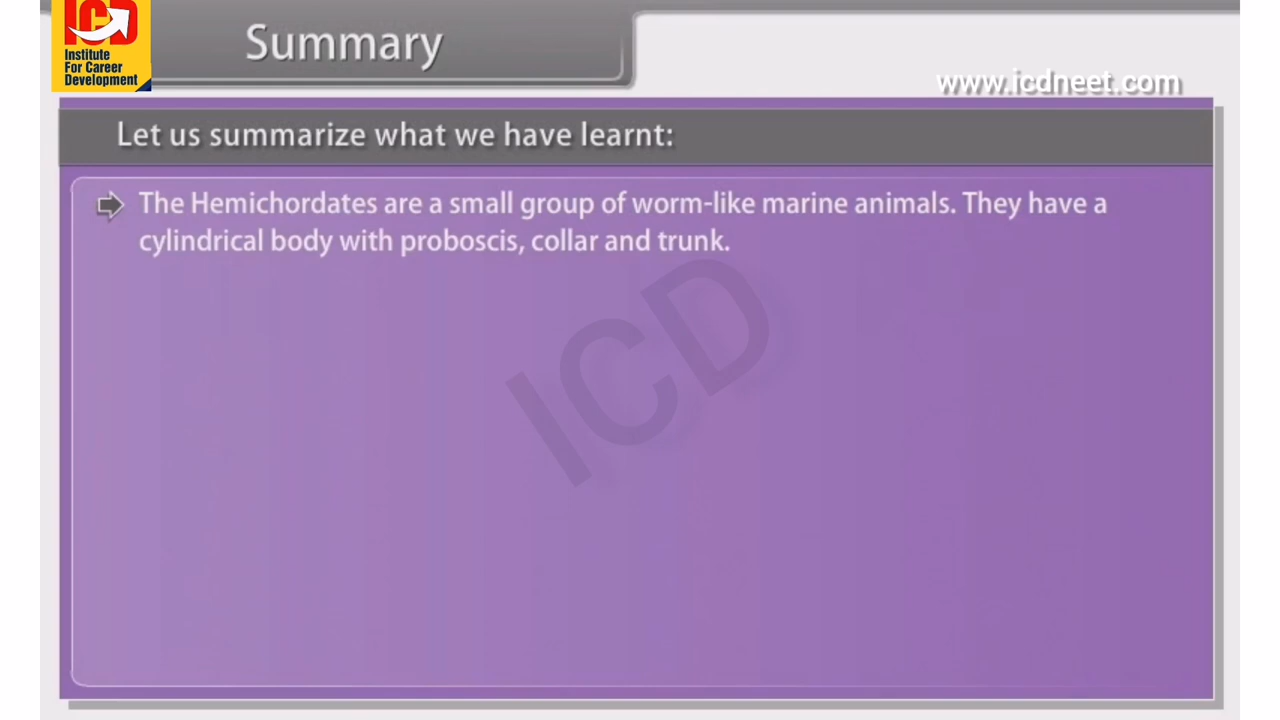 ICD
Institute
For Career
Development
Summary
www.icdneet.com
Let us summarize what we have learnt:
The Hemichordates are a small group of worm-like marine animals. They have a
cylindrical body with proboscis, collar and trunk.
ICD